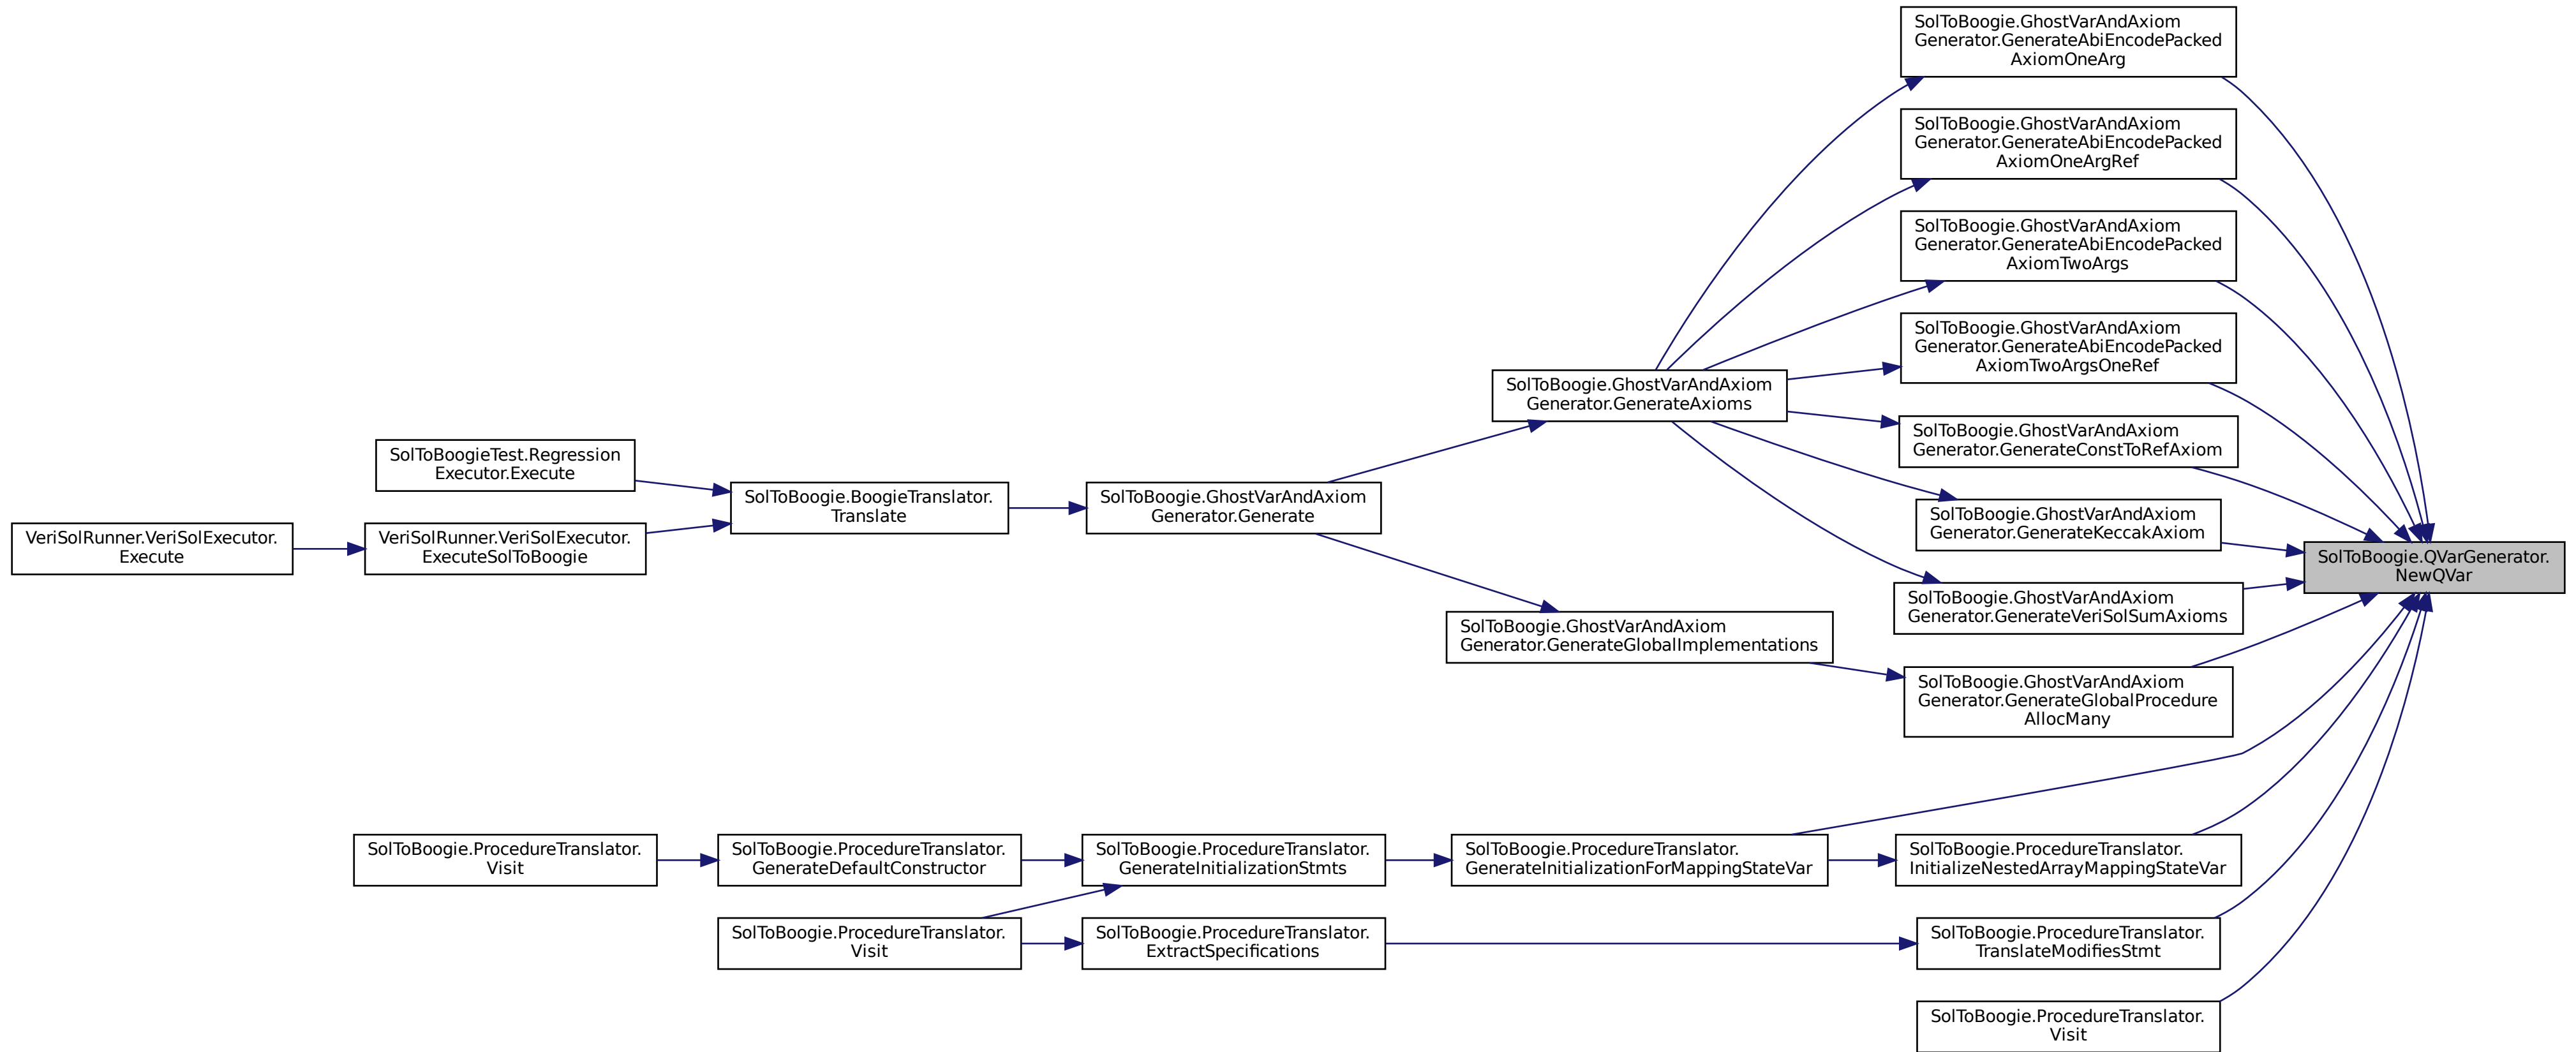 SolToBoogie.GhostVarAndAxiom
Generator.GenerateAbiEncodePacked
AxiomOneArg
SolToBoogie.GhostVarAndAxiom
Generator.GenerateAbiEncodePacked
AxiomOneArgRef
SolToBoogie.GhostVarAndAxiom
Generator.GenerateAbiEncodePacked
AxiomTwoArgs
SolToBoogie.GhostVarAndAxiom
Generator.GenerateAbiEncodePacked
AxiomTwoArgsOneRef
SolToBoogie.GhostVarAndAxiom
Generator.GenerateAxioms
SolToBoogie.GhostVarAndAxiom
Generator.GenerateConstToRefAxiom
SolToBoogieTest.Regression
Executor.Execute
SolToBoogie.BoogieTranslator.
Translate
SolToBoogie.GhostVarAndAxiom
Generator.Generate
SolToBoogie.GhostVarAndAxiom
Generator.GenerateKeccakAxiom
VeriSolRunner.VeriSolExecutor.
Execute
VeriSolRunner.VeriSolExecutor.
ExecuteSolToBoogie
SolToBoogie.QVarGenerator.
NewQVar
SolToBoogie.GhostVarAndAxiom
Generator.GenerateVeriSolSumAxioms
SolToBoogie.GhostVarAndAxiom
Generator.GenerateGlobalImplementations
SolToBoogie.GhostVarAndAxiom
Generator.GenerateGlobalProcedure
AllocMany
SolToBoogie.ProcedureTranslator.
Visit
SolToBoogie.ProcedureTranslator.
GenerateDefaultConstructor
SolToBoogie.ProcedureTranslator.
GenerateInitializationStmts
SolToBoogie.ProcedureTranslator.
GenerateInitializationForMappingStateVar
SolToBoogie.ProcedureTranslator.
InitializeNestedArrayMappingStateVar
SolToBoogie.ProcedureTranslator.
Visit
SolToBoogie.ProcedureTranslator.
ExtractSpecifications
SolToBoogie.ProcedureTranslator.
TranslateModifiesStmt
SolToBoogie.ProcedureTranslator.
Visit